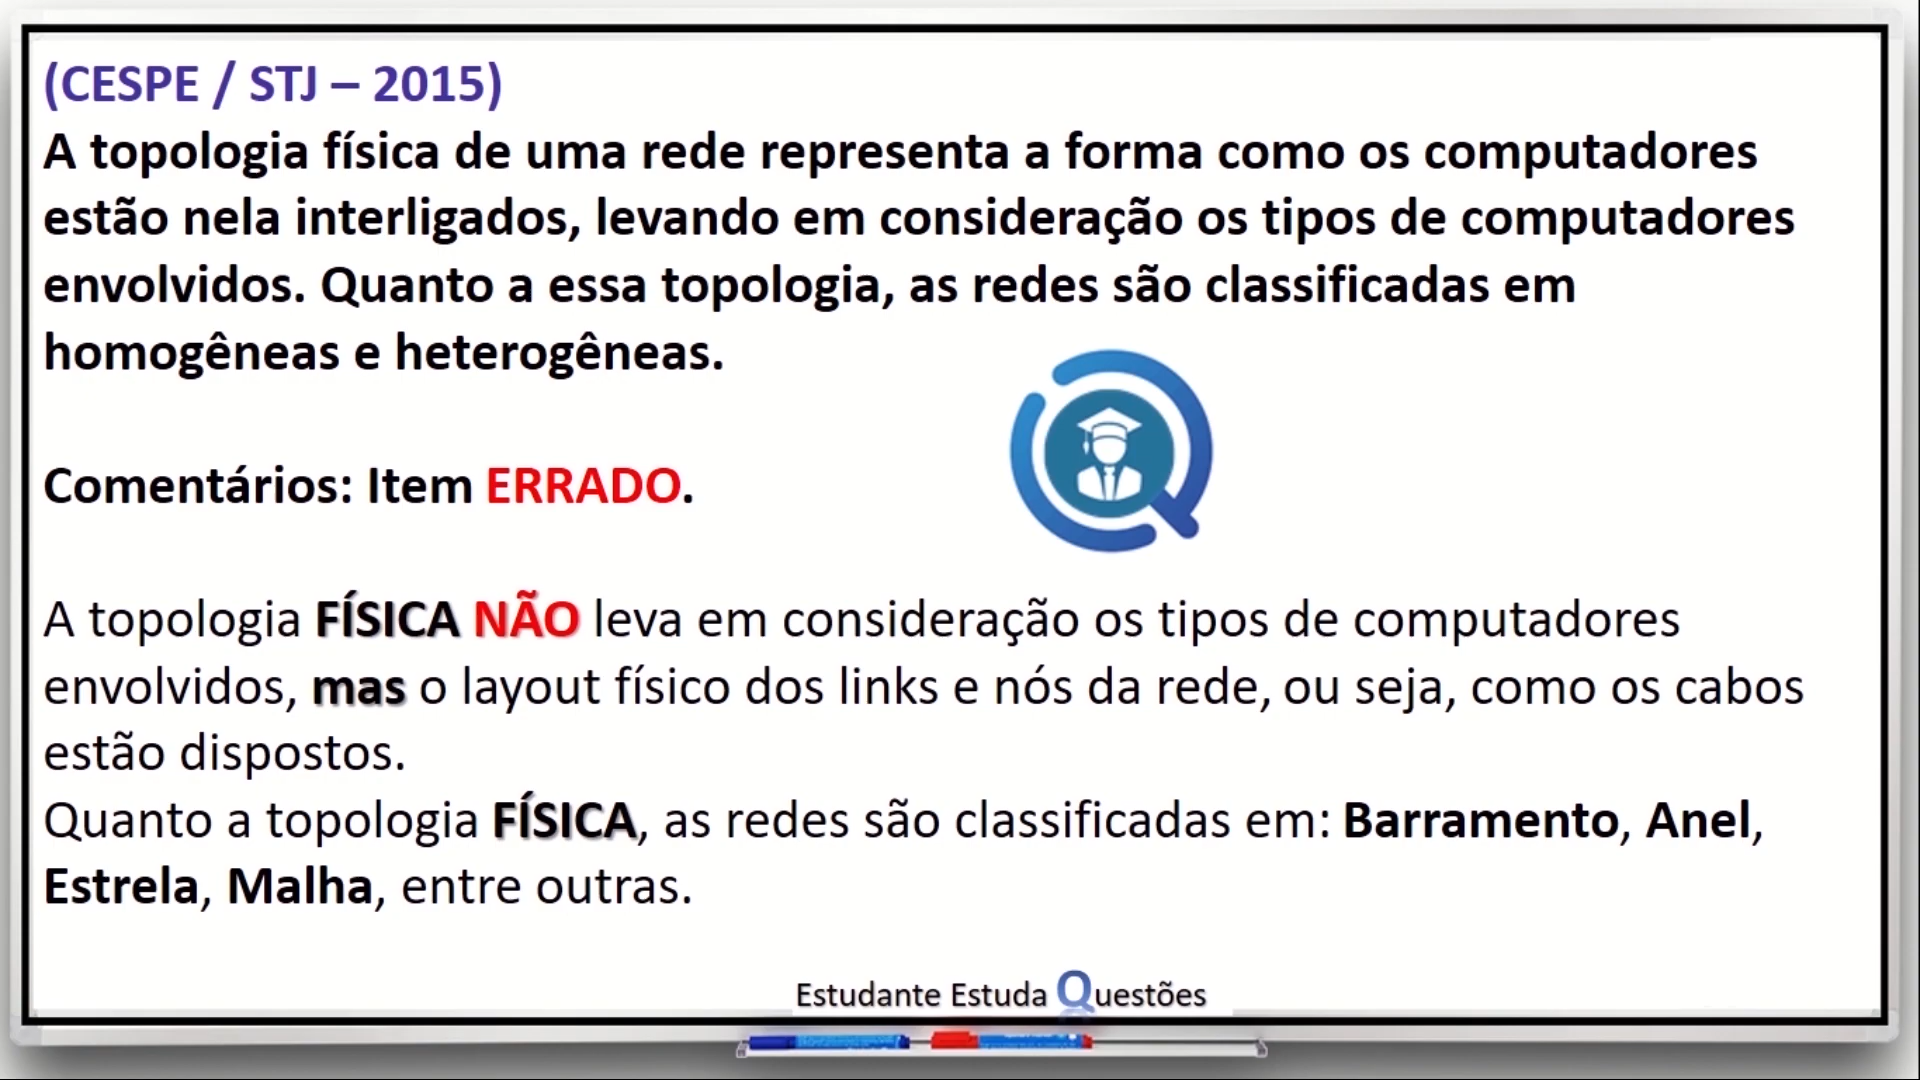 (CESPE / STJ – 2015)
A topologia física de uma rede representa a forma como os computadores
estão nela interligados, levando em consideração os tipos de computadores
envolvidos. Quanto a essa topologia, as redes são classificadas em
homogêneas e heterogêneas.
Comentários: Item ERRADO.
A topologia FÍSICA NÃO leva em consideração os tipos de computadores
envolvidos, mas o layout físico dos links e nós da rede, ou seja, como os cabos
estão dispostos.
Quanto a topologia FÍSICA, as redes são classificadas em: Barramento, Anel,
Estrela, Malha, entre outras.
Estudante Estuda Questões